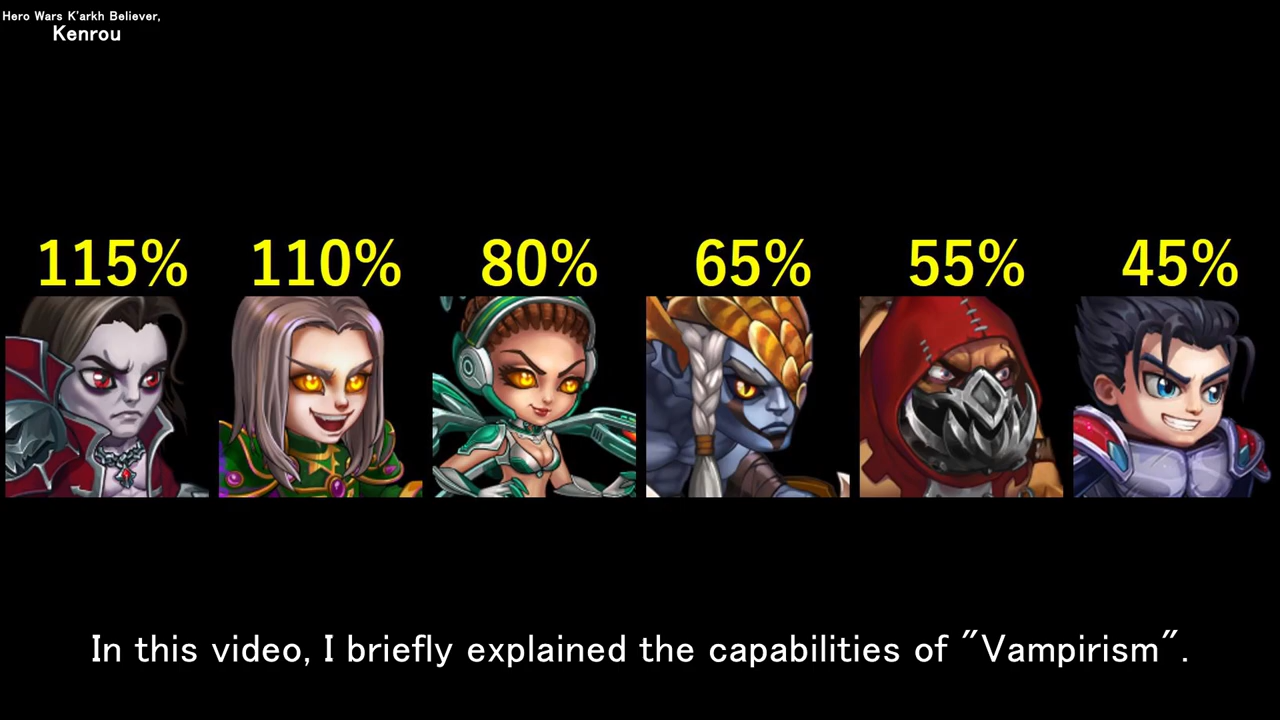 Hero Wars K'arkh Believer,
Kenrou
115% 110% 80% 65% 55% 45%
In this video, I briefly explained the capabilities of "Vampirism".